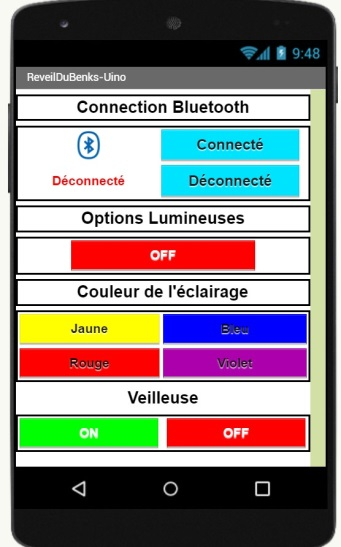 9:48
ReveilDuBenks-Uino
Connection Bluetooth
Connecté
Déconnecté
Déconnecté
Options Lumineuses
OFF
Couleur de l'éclairage
Jaune
Bleu
Rouge
Violet
Veilleuse
ON
OFF